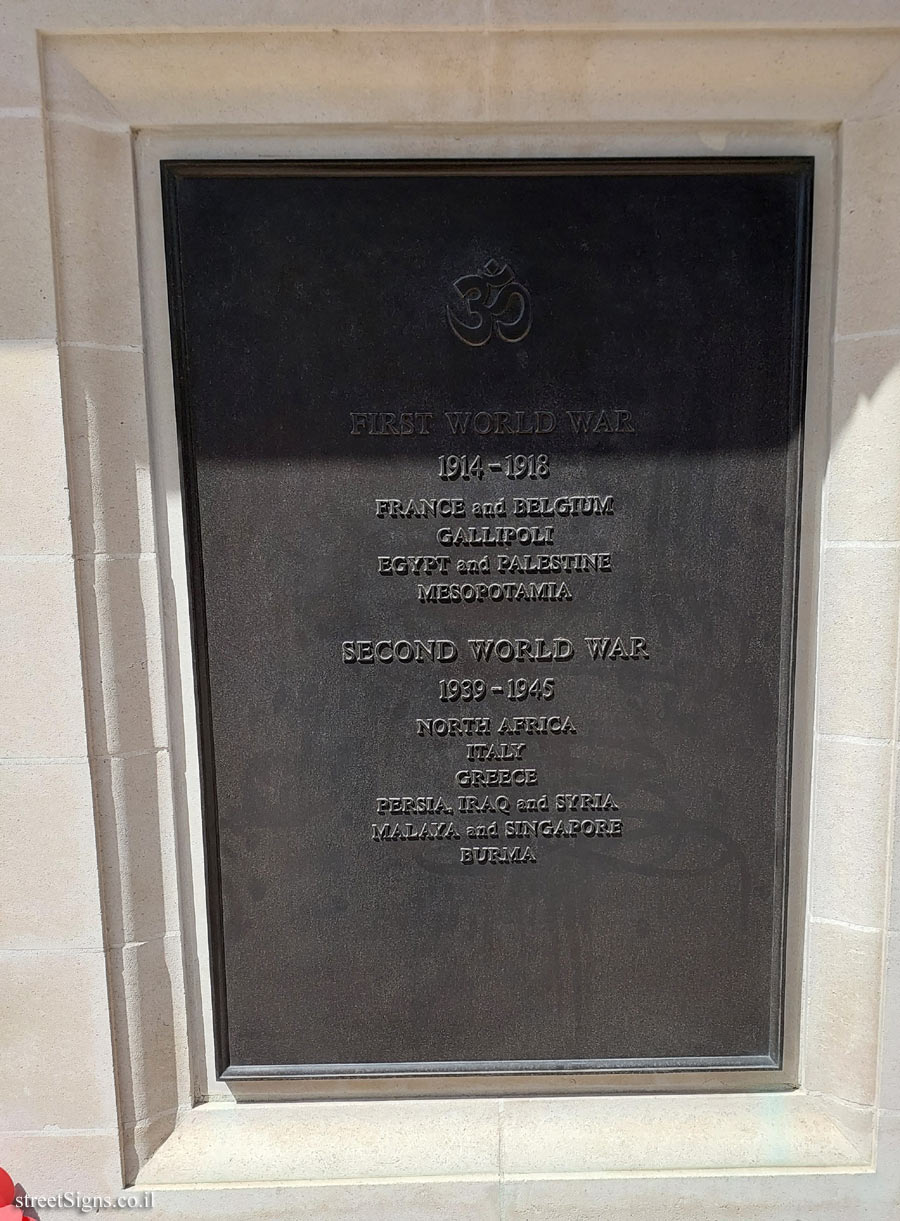 ॐ
FIRST WORLD WAR
1914-1918
FRANCE and BELGIUM
GALLIPOLI
EGYPT and PALESTINE
MESOPOTAMIA
SECOND WORLD WAR
1939-1945
NORTH AFRICA
ITALY
GREECE
PERSIA, IRAQ and SYRIA
MALAYA and SINGAPORE
BURMA
streetSigns.co.il